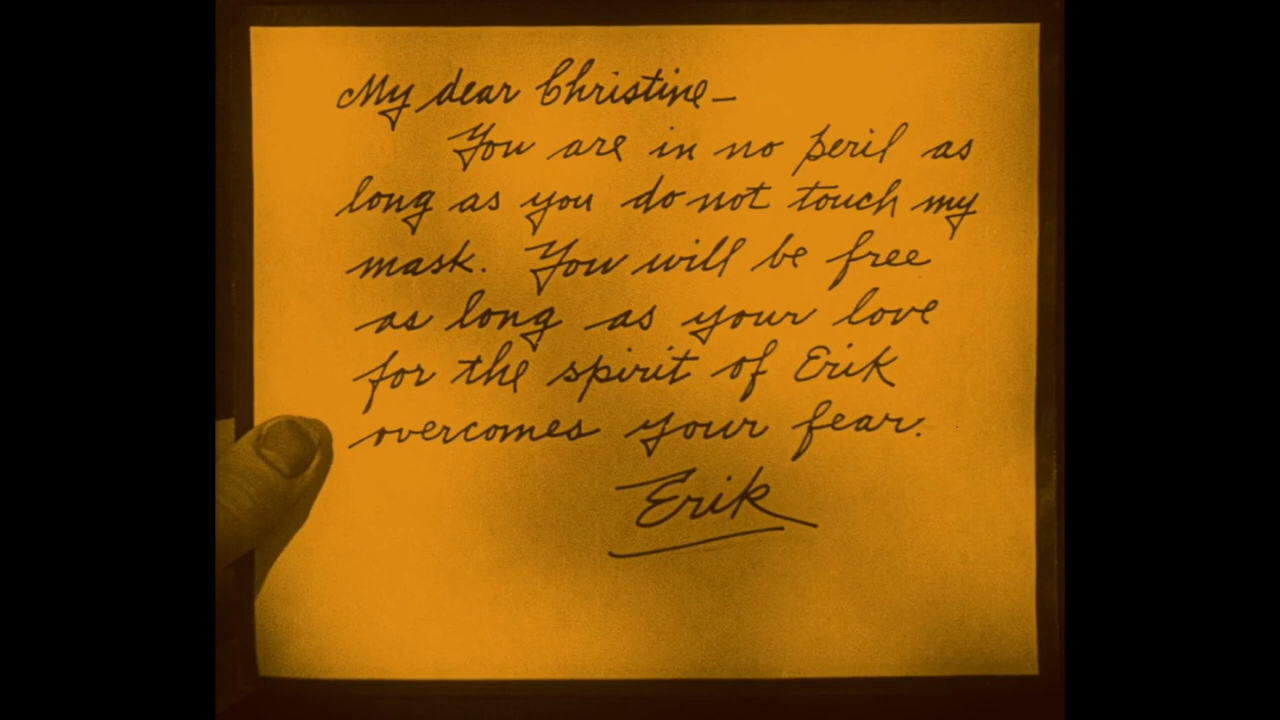 My dear Christine—
You are in no peril as
long as you do not touch my
mask. You will be free
as long as your love
for the spirit of Erik
overcomes your fear.
Erik